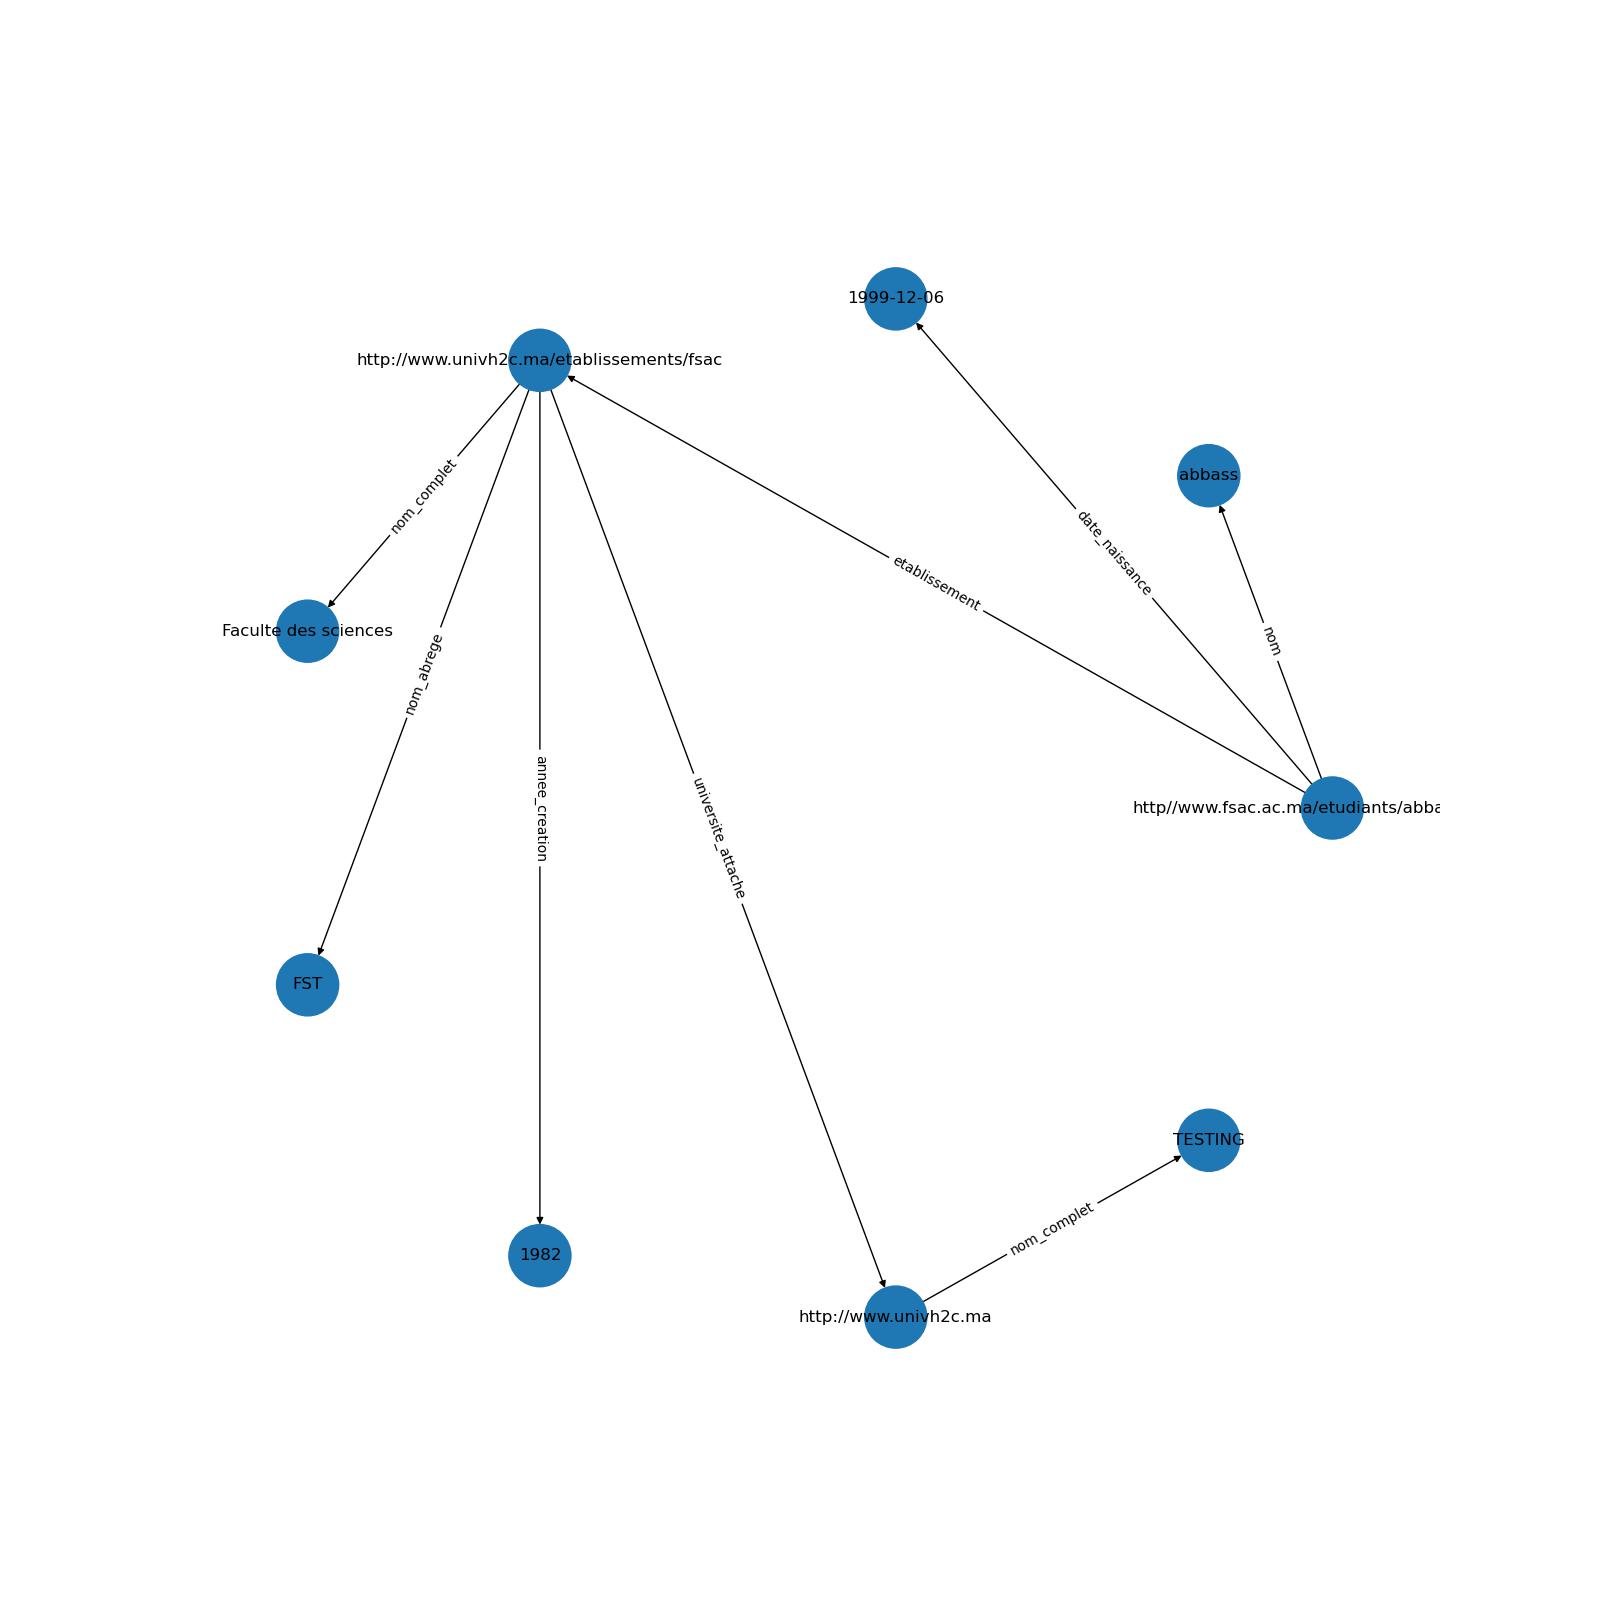 1999-12-06
http://www.univh2c.ma/etablissements/fsac
abbass
nom_complet
date_naissance
etablissement
Faculte des sciences
nom
nom_abrege
annee_creation
http//www.fsac.ac.ma/etudiants/abba
universite_attache
FST
TESTING
nom_complet
1982
http://www.univh2c.ma